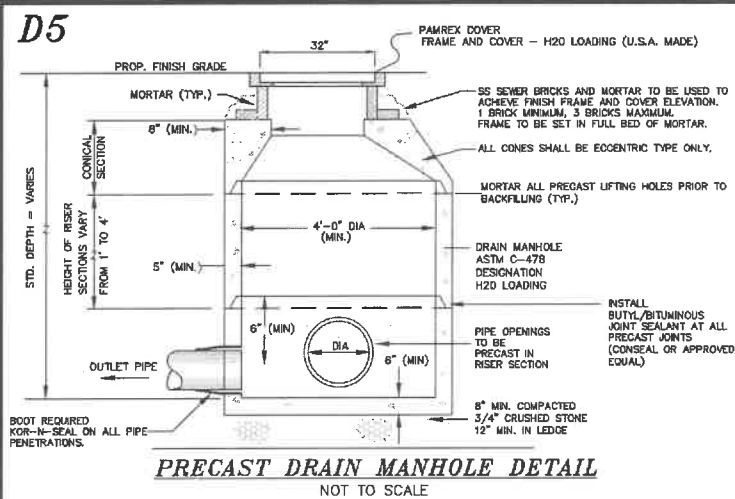 D5
PAMREX COVER
FRAME AND COVER - H20 LOADING (U.S.A. MADE)
32"
PROP. FINISH GRADE
MORTAR (TYP.)
SS SEWER BRICKS AND MORTAR TO BE USED TO
ACHIEVE FINISH FRAME AND COVER ELEVATION.
1 BRICK MINIMUM, 3 BRICKS MAXIMUM.
FRAME TO BE SET IN FULL BED OF MORTAR.
8" (MIN.)
ALL CONES SHALL BE ECCENTRIC TYPE ONLY.
CONICAL
SECTION
MORTAR ALL PRECAST LIFTING HOLES PRIOR TO
BACKFILLING (TYP.)
STD. DEPTH = VARIES
HEIGHT OF RISER
SECTIONS VARY
FROM 1' TO 4'
4'-0" DIA
(MIN.)
5" (MIN.)
DRAIN MANHOLE
ASTM C-478
DESIGNATION
H20 LOADING
INSTALL
BUTYL/BITUMINOUS
JOINT SEALANT AT ALL
PRECAST JOINTS
(CONSEAL OR APPROVED
EQUAL)
6" (MIN)
DIA
6" (MIN)
PIPE OPENINGS
TO BE
PRECAST IN
RISER SECTION
OUTLET PIPE
BOOT REQUIRED
KOR-N-SEAL ON ALL PIPE
PENETRATIONS.
8" MIN. COMPACTED
3/4" CRUSHED STONE
12" MIN. IN LEDGE
PRECAST DRAIN MANHOLE DETAIL
NOT TO SCALE